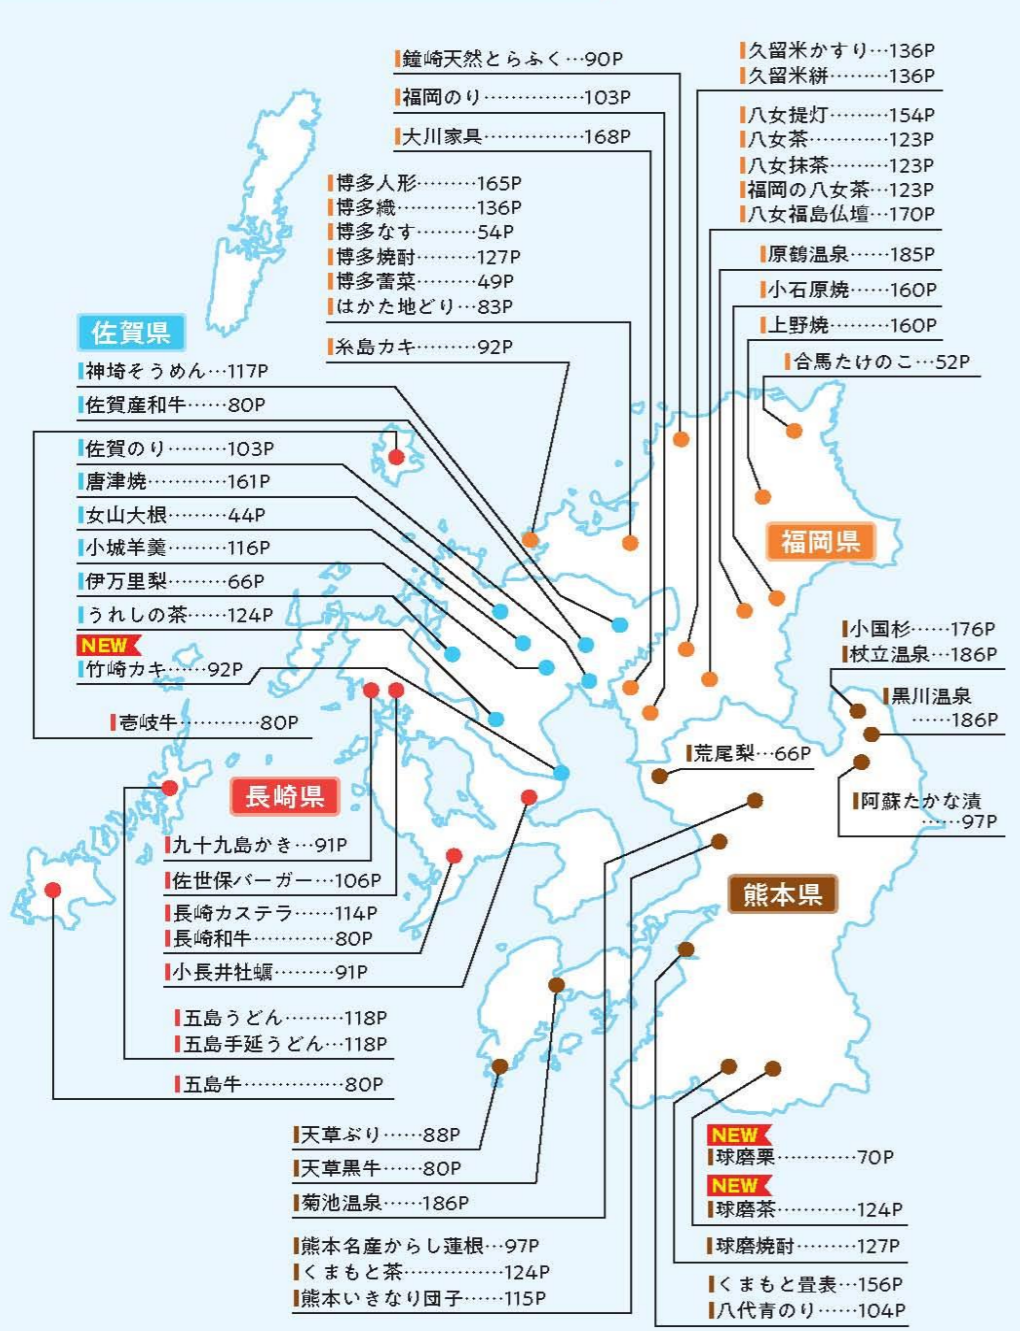 鐘崎天然とらふく…90P
福岡のり……………103P
大川家具……………168P
博多人形………165P
博多織…………136P
博多なす………54P
博多焼酎………127P
博多蕾菜………49P
はかた地どり……83P
糸島カキ………92P
久留米かすり…136P
久留米絣………136P
八女提灯………154P
八女茶…………123P
八女抹茶………123P
福岡の八女茶…123P
八女福島仏壇…170P
原鶴温泉……185P
小石原焼……160P
上野焼………160P
合馬たけのこ…52P
福岡県
佐賀県
神埼そうめん…117P
佐賀産和牛……80P
佐賀のり………103P
唐津焼…………161P
女山大根………44P
小城羊羹………116P
伊万里梨………66P
うれしの茶……124P
NEW
竹崎カキ……92P
壱岐牛…………80P
長崎県
九十九島かき…91P
佐世保バーガー…106P
長崎カステラ……114P
長崎和牛…………80P
小長井牡蠣………91P
五島うどん………118P
五島手延うどん…118P
五島牛……………80P
小国杉……176P
杖立温泉…186P
黒川温泉
……186P
荒尾梨…66P
阿蘇たかな漬
……97P
熊本県
天草ぶり……88P
天草黒牛……80P
菊池温泉……186P
熊本名産からし蓮根…97P
くまもと茶……………124P
熊本いきなり団子……115P
NEW
球磨栗…………70P
NEW
球磨茶…………124P
球磨焼酎………127P
くまもと畳表…156P
八代青のり……104P